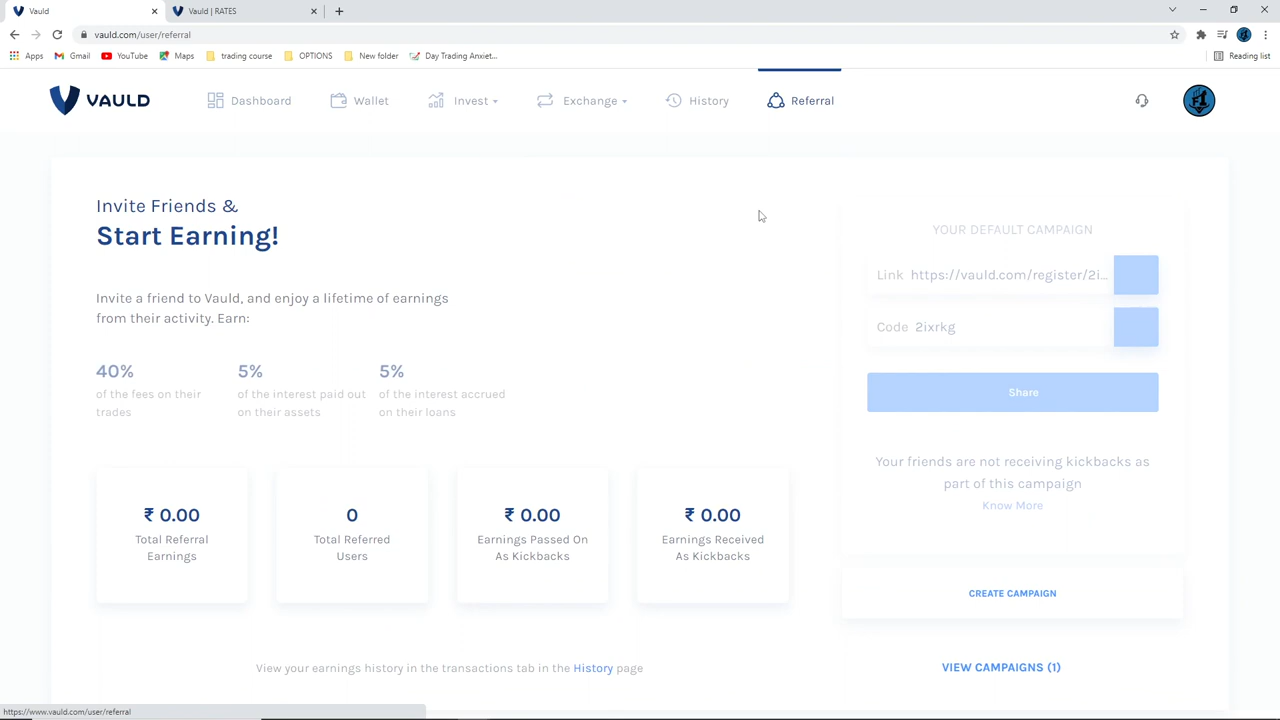 Vauld
Vauld | RATES
vauld.com/user/referral
Apps
Gmail
YouTube
Maps
trading course
OPTIONS
New folder
Day Trading Anxiet...
Reading list
VAULD
Dashboard
Wallet
Invest
Exchange
History
Referral
Invite Friends &
Start Earning!
Invite a friend to Vauld, and enjoy a lifetime of earnings
from their activity. Earn:
40%
of the fees on their
trades
5%
of the interest paid out
on their assets
5%
of the interest accrued
on their loans
₹ 0.00
Total Referral
Earnings
0
Total Referred
Users
₹ 0.00
Earnings Passed On
As Kickbacks
₹ 0.00
Earnings Received
As Kickbacks
View your earnings history in the transactions tab in the History page
YOUR DEFAULT CAMPAIGN
Link https://vauld.com/register/2i...
Code 2ixrkg
Share
Your friends are not receiving kickbacks as
part of this campaign
Know More
CREATE CAMPAIGN
VIEW CAMPAIGNS (1)
https://www.vauld.com/user/referral